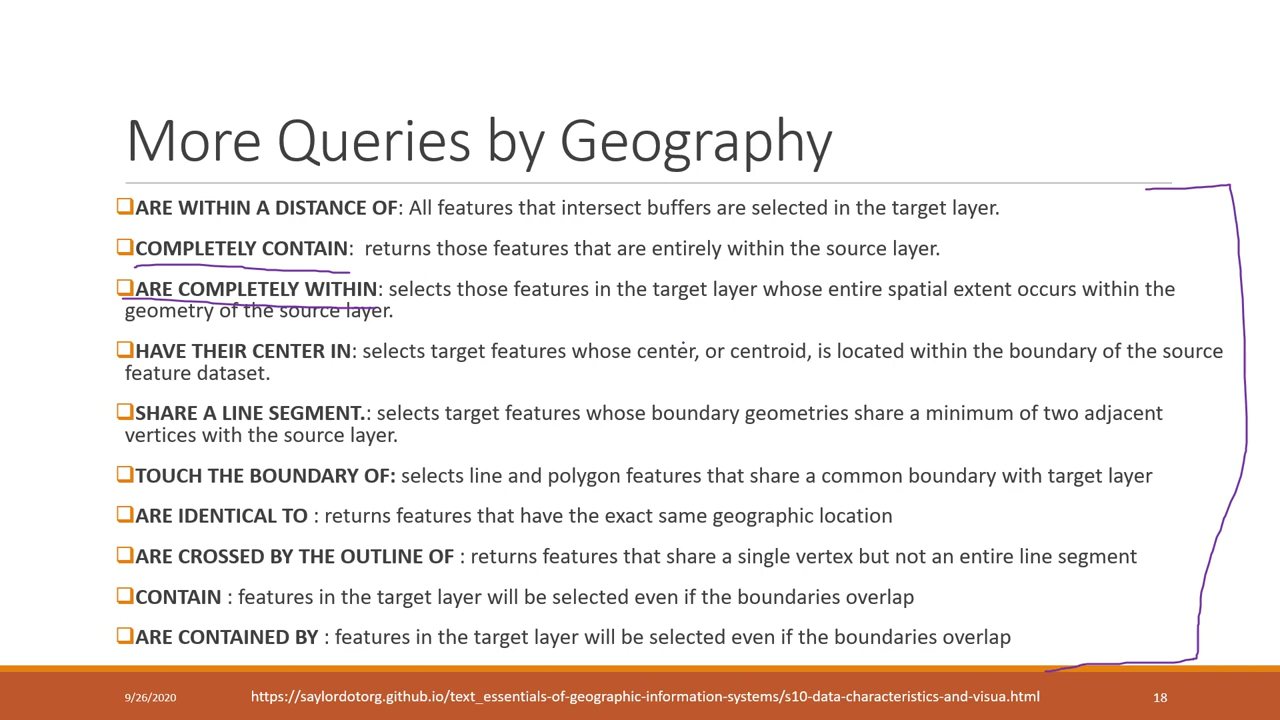 More Queries by Geography
❑ARE WITHIN A DISTANCE OF: All features that intersect buffers are selected in the target layer.
❑COMPLETELY CONTAIN: returns those features that are entirely within the source layer.
❑ARE COMPLETELY WITHIN: selects those features in the target layer whose entire spatial extent occurs within the
geometry of the source layer.
❑HAVE THEIR CENTER IN: selects target features whose center, or centroid, is located within the boundary of the source
feature dataset.
❑SHARE A LINE SEGMENT.: selects target features whose boundary geometries share a minimum of two adjacent
vertices with the source layer.
❑TOUCH THE BOUNDARY OF: selects line and polygon features that share a common boundary with target layer
❑ARE IDENTICAL TO : returns features that have the exact same geographic location
❑ARE CROSSED BY THE OUTLINE OF : returns features that share a single vertex but not an entire line segment
❑CONTAIN : features in the target layer will be selected even if the boundaries overlap
❑ARE CONTAINED BY : features in the target layer will be selected even if the boundaries overlap
9/26/2020 https://saylordotorg.github.io/text_essentials-of-geographic-information-systems/s10-data-characteristics-and-visua.html 18